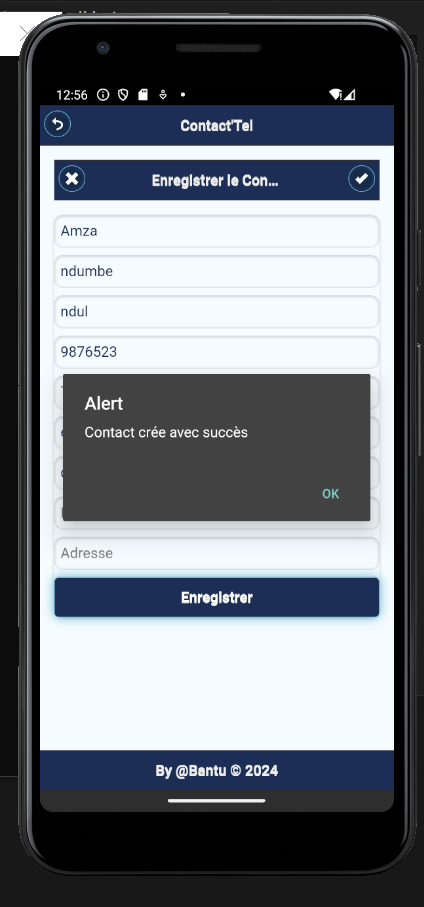 12:56
Contact'Tel
Enregistrer le Con...
Amza
ndumbe
ndul
9876523
Alert
Contact crée avec succès
OK
Adresse
Enregistrer
By @Bantu © 2024